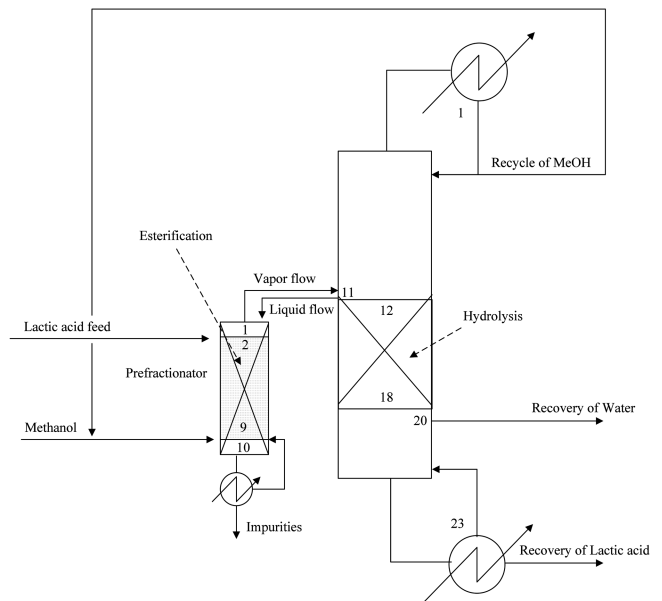 1
Recycle of MeOH
Esterification
Vapor flow
11
Liquid flow
12
Hydrolysis
Lactic acid feed
1
2
Prefractionator
18
Recovery of Water
20
Methanol
9
10
Impurities
23
Recovery of Lactic acid